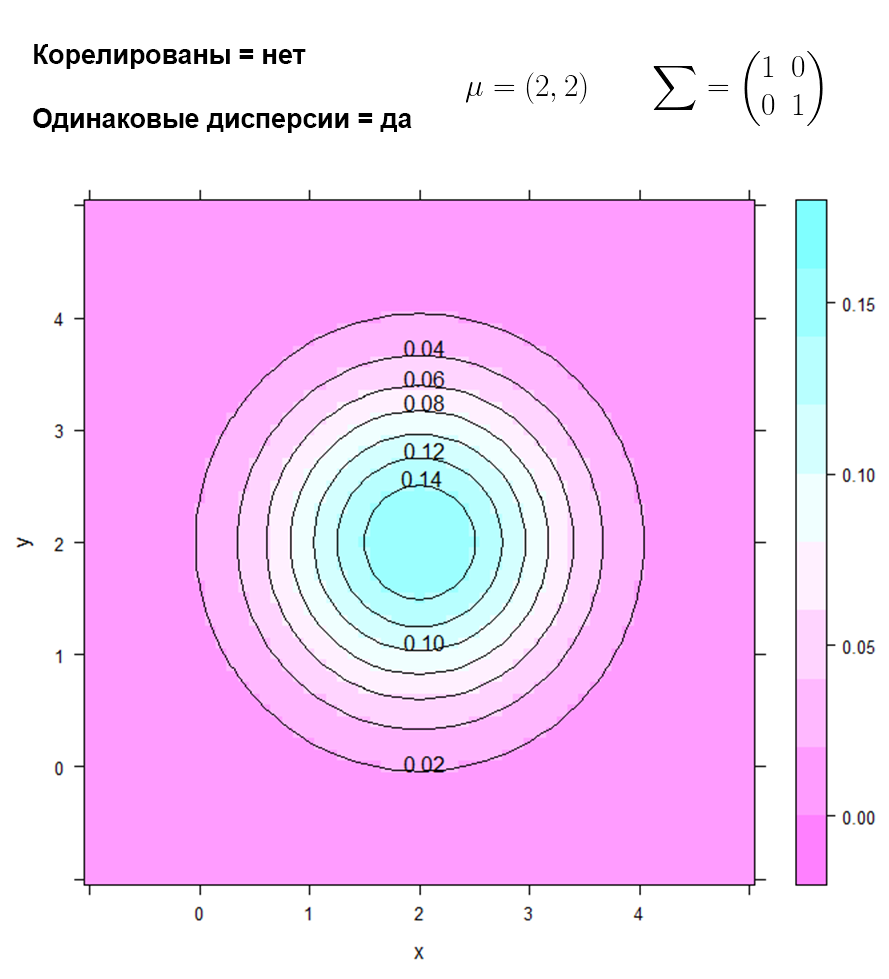 Корелированы = нет
Одинаковые дисперсии = да
μ = (2, 2)
∑ = (1 0
0 1)
0.04
0.06
0.08
0.12
0.14
0.10
0.02
4
3
2
1
0
y
0 1 2 3 4
x
0.15
0.10
0.05
0.00